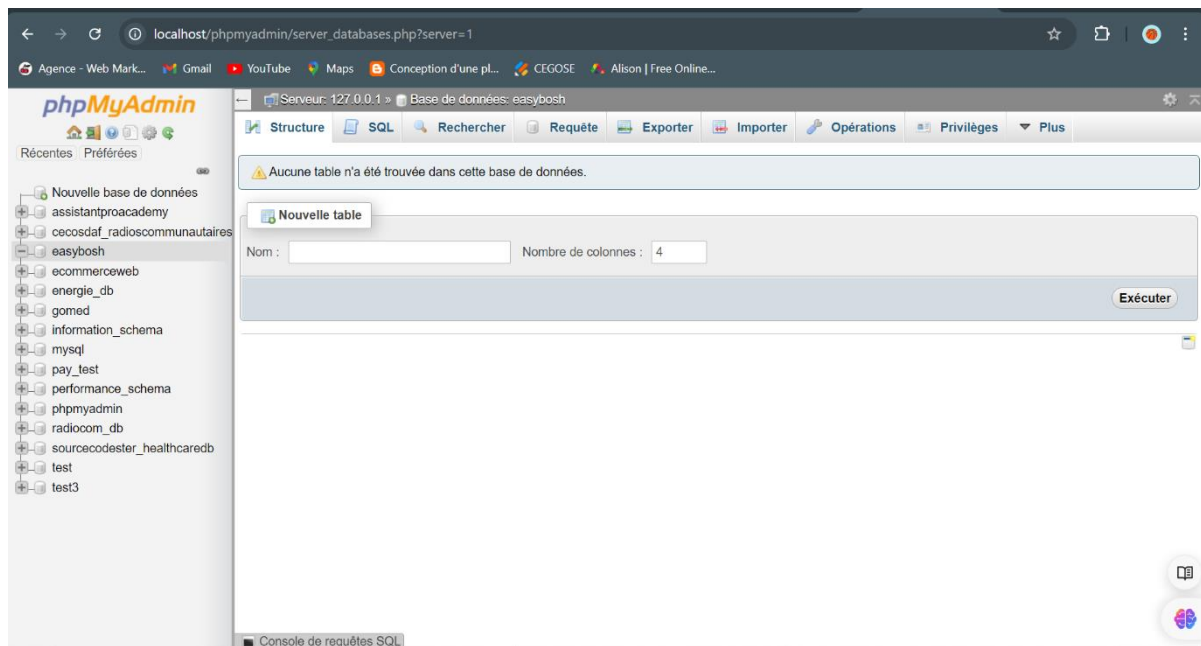 localhost/phpmyadmin/server_databases.php?server=1
Agence - Web Mark... Gmail YouTube Maps Conception d'une pl... CEGOSE Alison | Free Online...
phpMyAdmin
Récentes Préférées
Nouvelle base de données
assistantproacademy
cecosdaf_radioscommunautaires
easybosh
ecommerceweb
energie_db
gomed
information_schema
mysql
pay_test
performance_schema
phpmyadmin
radiocom_db
sourcecodester_healthcaredb
test
test3
Serveur: 127.0.0.1 » Base de données: easybosh
Structure SQL Rechercher Requête Exporter Importer Opérations Privilèges Plus
Aucune table n'a été trouvée dans cette base de données.
Nouvelle table
Nom : Nombre de colonnes : 4
Exécuter
Console de requêtes SQL